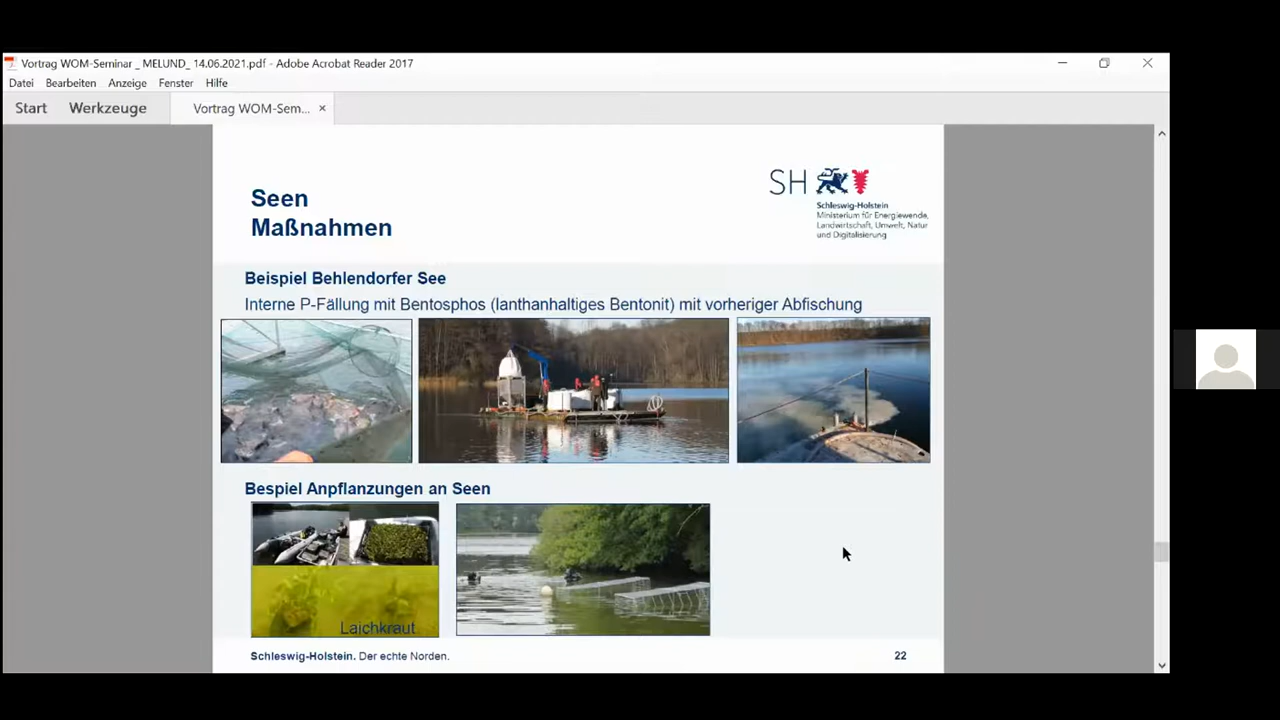 Vortrag WOM-Seminar _ MELUND_ 14.06.2021.pdf - Adobe Acrobat Reader 2017
Datei Bearbeiten Anzeige Fenster Hilfe
Start Werkzeuge Vortrag WOM-Sem... ×
SH
Schleswig-Holstein
Ministerium für Energiewende,
Landwirtschaft, Umwelt, Natur
und Digitalisierung
Seen
Maßnahmen
Beispiel Behlendorfer See
Interne P-Fällung mit Bentosphos (lanthanhaltiges Bentonit) mit vorheriger Abfischung
Bespiel Anpflanzungen an Seen
Laichkraut
Schleswig-Holstein. Der echte Norden.
22